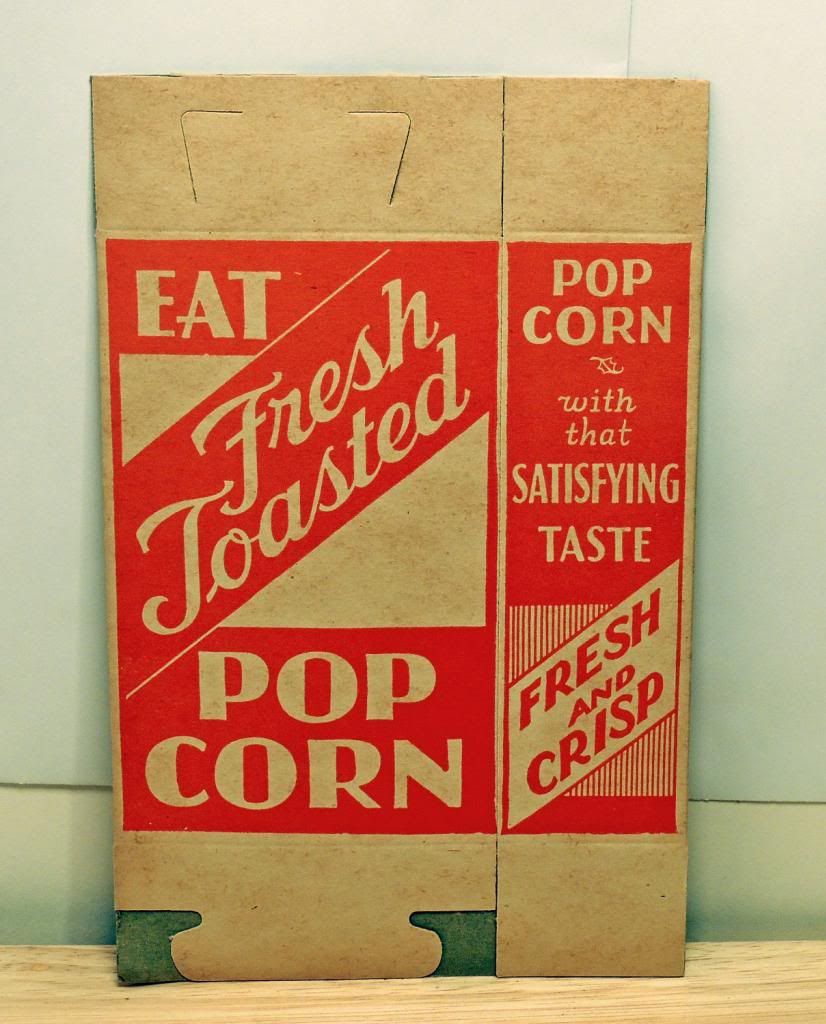 EAT
Fresh
Toasted
POP
CORN
POP
CORN
with
that
SATISFYING
TASTE
FRESH
AND
CRISP